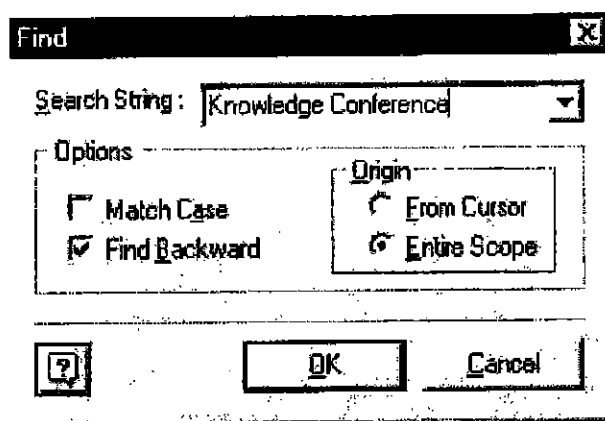 Find
Search String: Knowledge Conference
Options
Match Case
Find Backward
Origin
From Cursor
Entire Scope
?
OK
Cancel